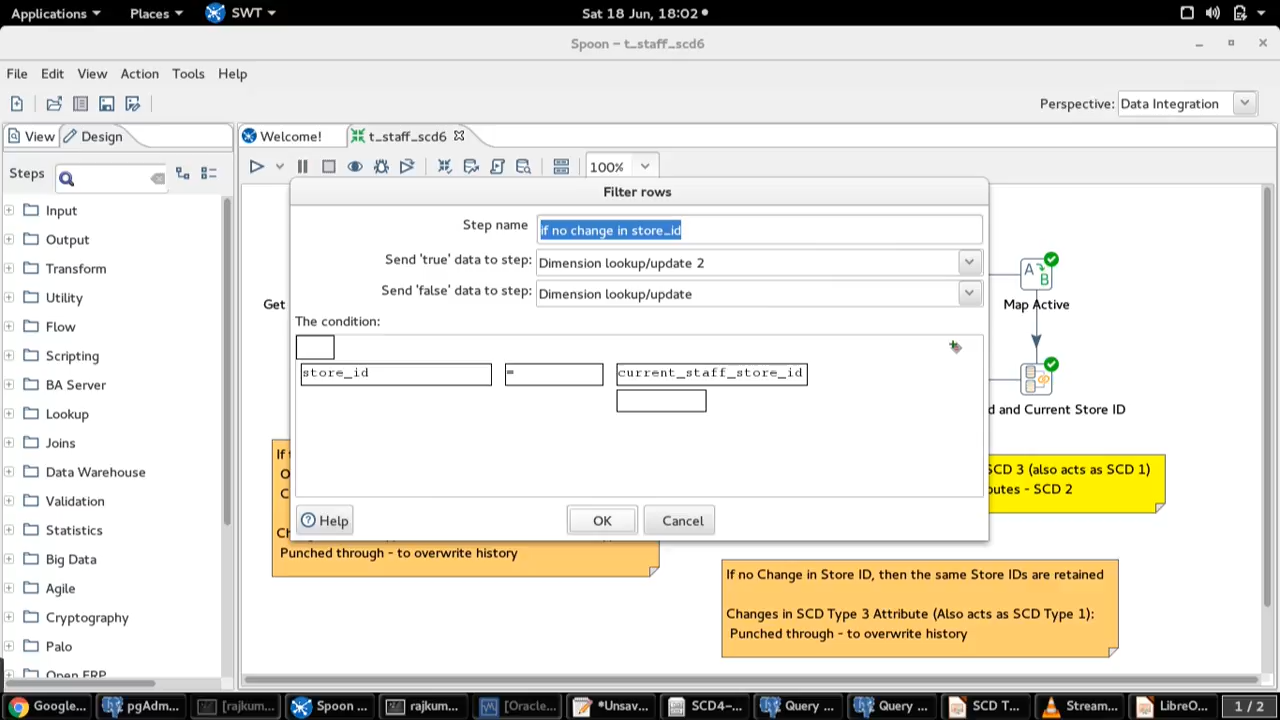 Applications Places SWT Sat 18 Jun, 18:02
Spoon – t_staff_scd6
File Edit View Action Tools Help
Perspective: Data Integration
View Design Welcome! t_staff_scd6
Steps 100%
Filter rows
Input
Output
Transform
Utility
Flow
Scripting
BA Server
Lookup
Joins
Data Warehouse
Validation
Statistics
Big Data
Agile
Cryptography
Palo
Open ERP
Step name if no change in store_id
Send 'true' data to step: Dimension lookup/update 2
Send 'false' data to step: Dimension lookup/update
The condition:
store_id = current_staff_store_id
Help OK Cancel
Get
Map Active
d and Current Store ID
SCD 3 (also acts as SCD 1)
butes - SCD 2
If
O
C
Ch
Punched through - to overwrite history
If no Change in Store ID, then the same Store IDs are retained
Changes in SCD Type 3 Attribute (Also acts as SCD Type 1):
Punched through - to overwrite history
Google... pgAdm... [rajkum... Spoon ... rajkum... [Oracle... *Unsav... SCD4–... Query ... Query ... SCD T... Stream... LibreO... 1 / 2